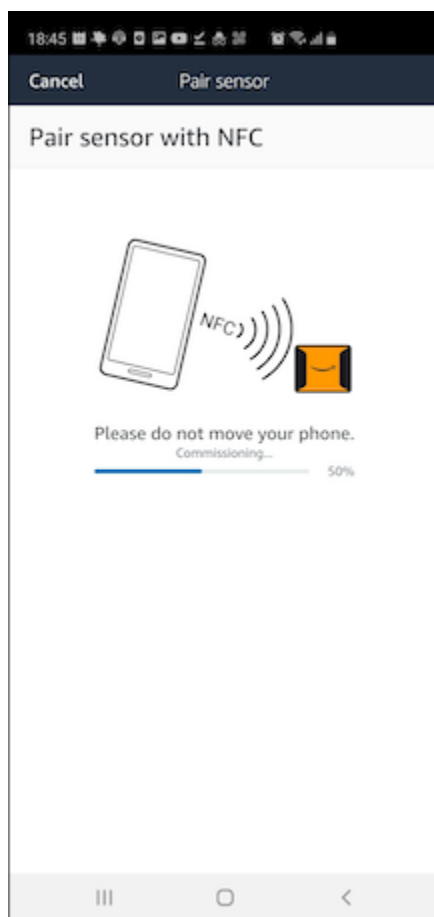 18:45
Cancel Pair sensor
Pair sensor with NFC
NFC
Please do not move your phone.
Commissioning...
50%